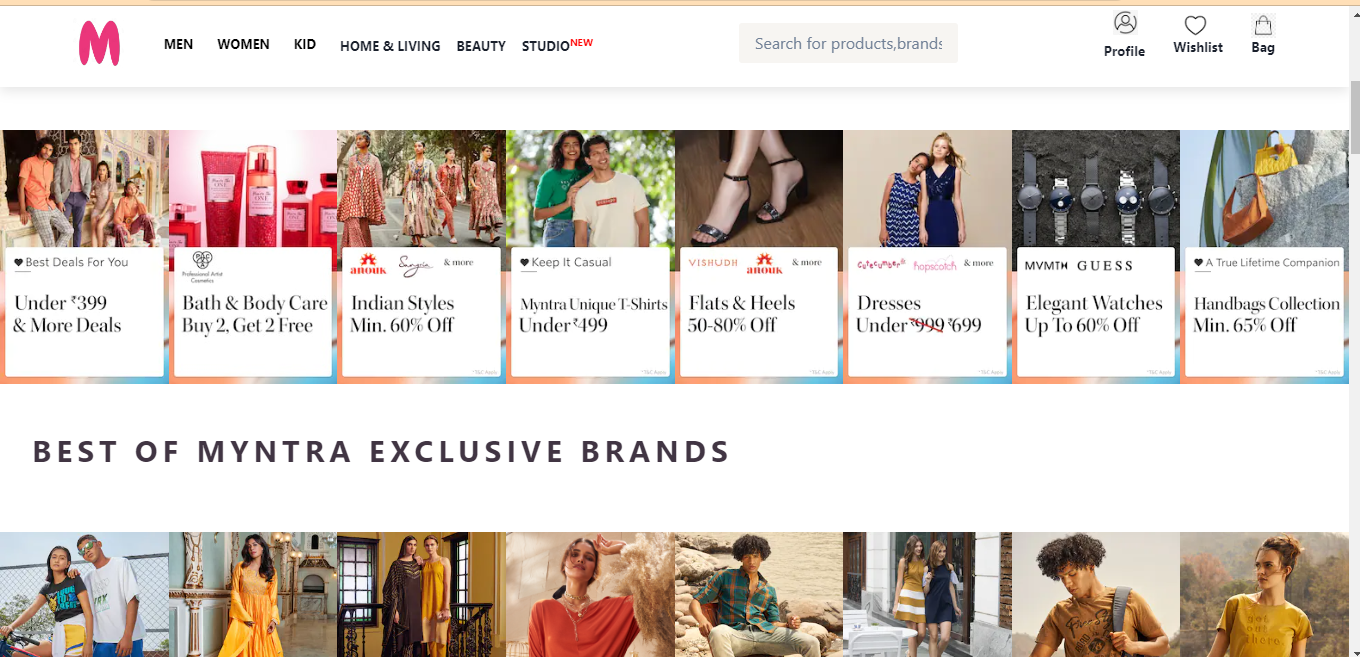 MEN WOMEN KID HOME & LIVING BEAUTY STUDIO NEW
Search for products,brands
Profile Wishlist Bag
Best Deals For You
Under ₹399
& More Deals
Professional Artist
Cosmetics
Bath & Body Care
Buy 2, Get 2 Free
anouk Sangria & more
Indian Styles
Min. 60% Off
*T&C Apply
Keep It Casual
Myntra Unique T-Shirts
Under ₹499
*T&C Apply
VISHUDH anouk & more
Flats & Heels
50-80% Off
*T&C Apply
cutecumber hopscotch & more
Dresses
Under ₹999 ₹699
*T&C Apply
MVMTH GUESS
Elegant Watches
Up To 60% Off
*T&C Apply
A True Lifetime Companion
Handbags Collection
Min. 65% Off
*T&C Apply
BEST OF MYNTRA EXCLUSIVE BRANDS